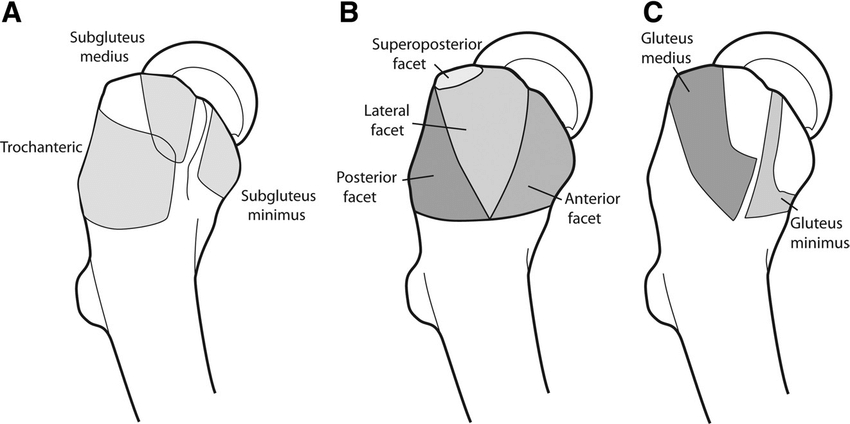 A
Subgluteus
medius
Trochanteric
Subgluteus
minimus
B
Superoposterior
facet
Lateral
facet
Posterior
facet
Anterior
facet
C
Gluteus
medius
Gluteus
minimus